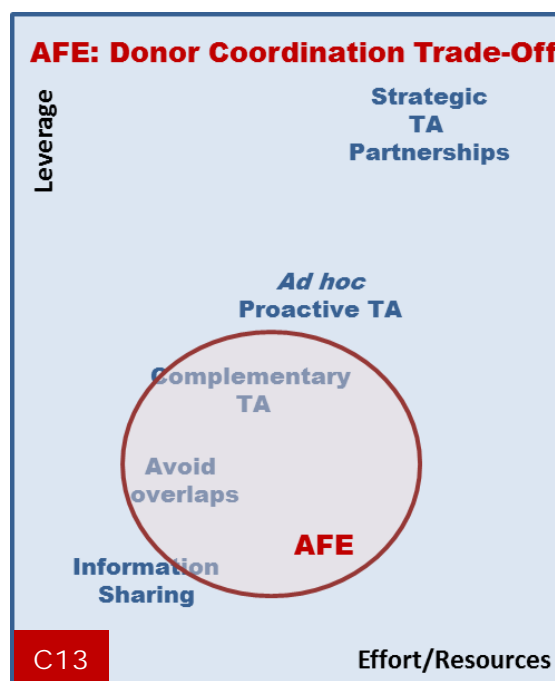 AFE: Donor Coordination Trade-Off
Leverage
Strategic
TA
Partnerships
Ad hoc
Proactive TA
Complementary
TA
Avoid
overlaps
AFE
Information
Sharing
C13
Effort/Resources